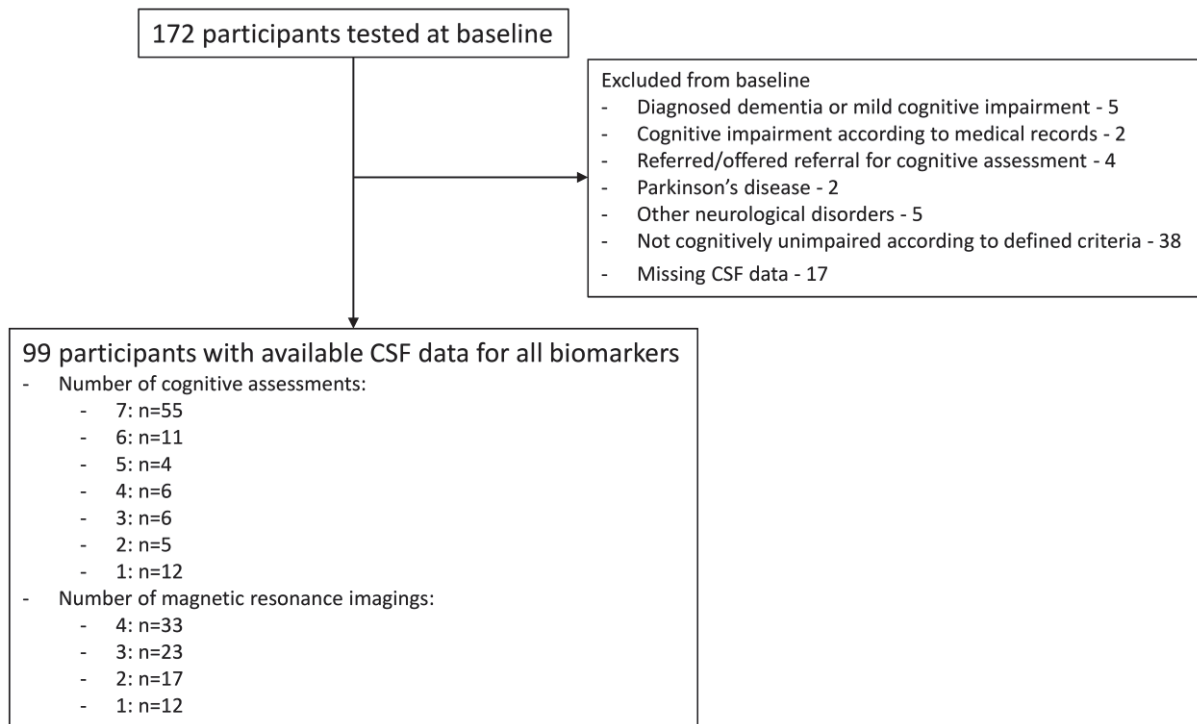 172 participants tested at baseline
Excluded from baseline
- Diagnosed dementia or mild cognitive impairment - 5
- Cognitive impairment according to medical records - 2
- Referred/offered referral for cognitive assessment - 4
- Parkinson's disease - 2
- Other neurological disorders - 5
- Not cognitively unimpaired according to defined criteria - 38
- Missing CSF data - 17
99 participants with available CSF data for all biomarkers
- Number of cognitive assessments:
- 7: n=55
- 6: n=11
- 5: n=4
- 4: n=6
- 3: n=6
- 2: n=5
- 1: n=12
- Number of magnetic resonance imagings:
- 4: n=33
- 3: n=23
- 2: n=17
- 1: n=12